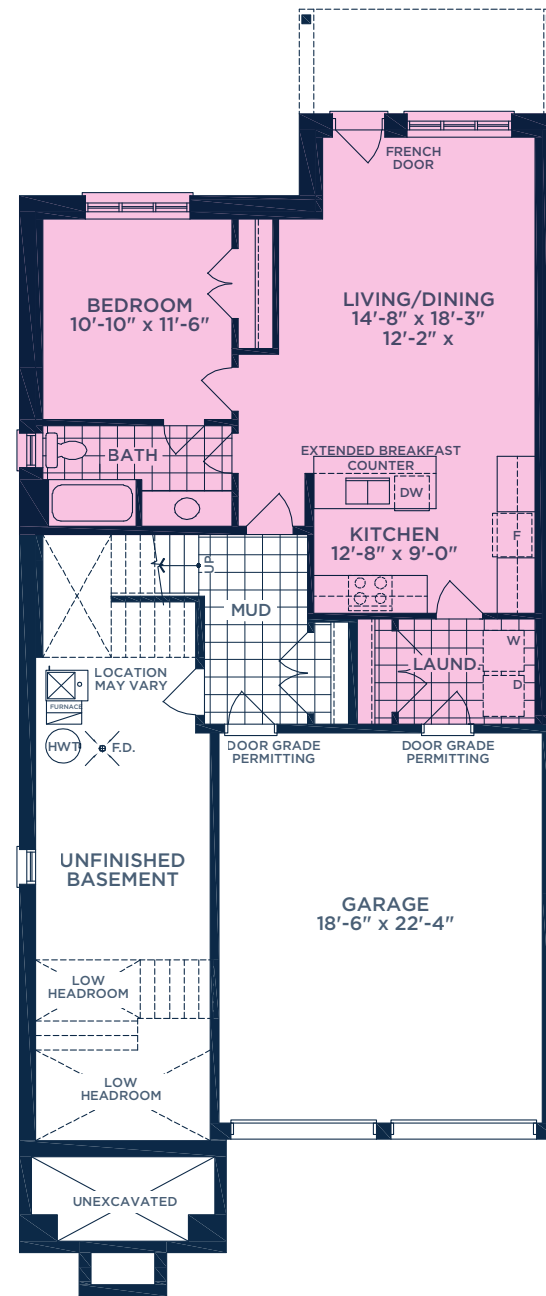 FRENCH
DOOR
BEDROOM
10'-10" x 11'-6"
LIVING/DINING
14'-8" x 18'-3"
12'-2" x
BATH
EXTENDED BREAKFAST
COUNTER
DW
KITCHEN
12'-8" x 9'-0"
F
UP
MUD
LAUND.
W
D
LOCATION
MAY VARY
FURNACE
HWT
F.D.
DOOR GRADE
PERMITTING
DOOR GRADE
PERMITTING
UNFINISHED
BASEMENT
GARAGE
18'-6" x 22'-4"
LOW
HEADROOM
LOW
HEADROOM
UNEXCAVATED